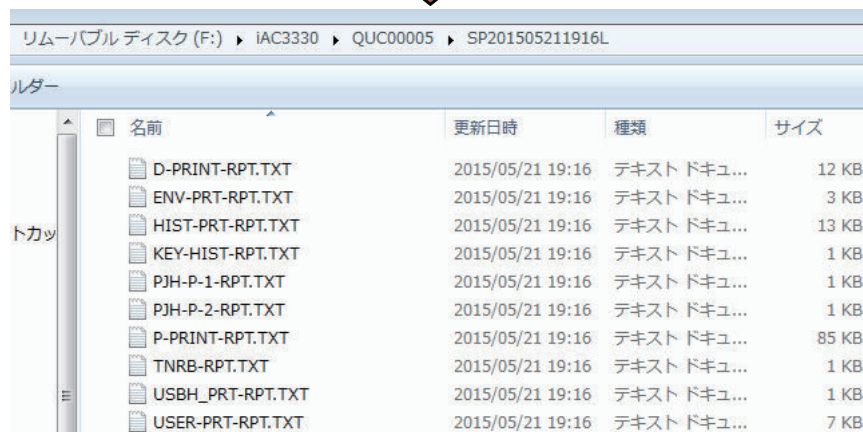 リムーバブル ディスク (F:) ▶ iAC3330 ▶ QUC00005 ▶ SP201505211916L
ルダー
名前 更新日時 種類 サイズ
D-PRINT-RPT.TXT 2015/05/21 19:16 テキスト ドキュ... 12 KB
ENV-PRT-RPT.TXT 2015/05/21 19:16 テキスト ドキュ... 3 KB
トカッ
HIST-PRT-RPT.TXT 2015/05/21 19:16 テキスト ドキュ... 13 KB
KEY-HIST-RPT.TXT 2015/05/21 19:16 テキスト ドキュ... 1 KB
PJH-P-1-RPT.TXT 2015/05/21 19:16 テキスト ドキュ... 1 KB
PJH-P-2-RPT.TXT 2015/05/21 19:16 テキスト ドキュ... 1 KB
P-PRINT-RPT.TXT 2015/05/21 19:16 テキスト ドキュ... 85 KB
TNRB-RPT.TXT 2015/05/21 19:16 テキスト ドキュ... 1 KB
USBH_PRT-RPT.TXT 2015/05/21 19:16 テキスト ドキュ... 1 KB
USER-PRT-RPT.TXT 2015/05/21 19:16 テキスト ドキュ... 7 KB